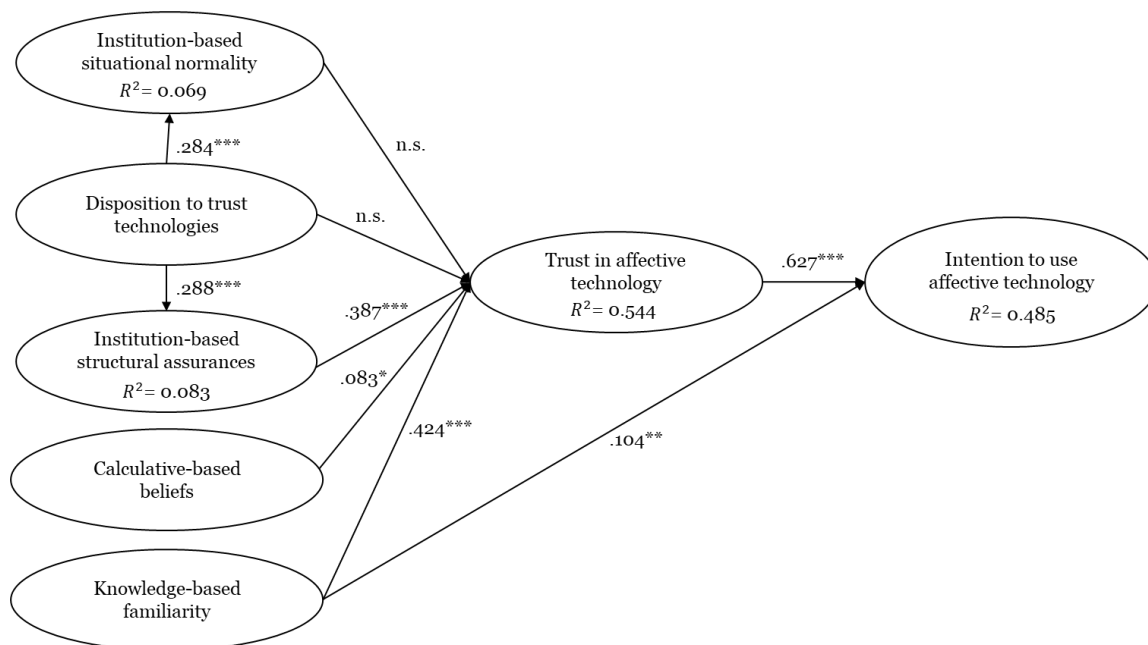 Institution-based
situational normality
R² = 0.069
.284***
n.s.
Disposition to trust
technologies
n.s.
.288***
Institution-based
structural assurances
R² = 0.083
.387***
.083*
.424***
Calculative-based
beliefs
Knowledge-based
familiarity
Trust in affective
technology
R² = 0.544
.627***
.104**
Intention to use
affective technology
R² = 0.485